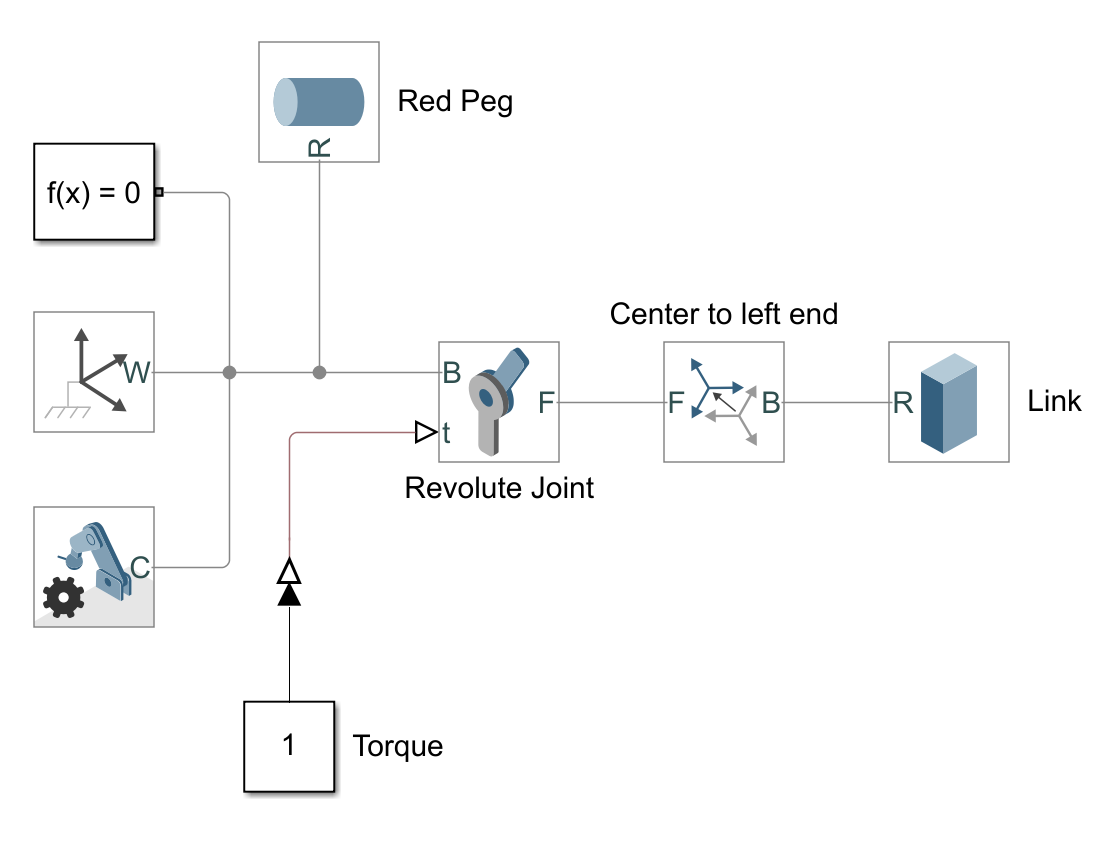 Red Peg
R
f(x) = 0
Center to left end
W
B
F
F
B
R
Link
t
Revolute Joint
C
1
Torque